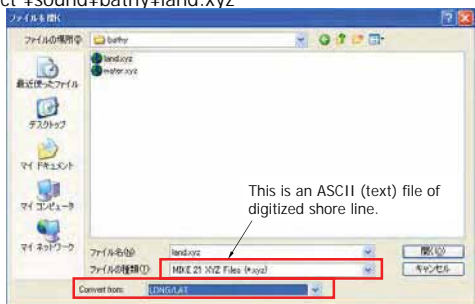 ct ¥sound¥bathy¥land.xyz
ファイルを開く
ファイルの場所(I):
bathy
land.xyz
water.xyz
最近使ったファイル
デスクトップ
マイ ドキュメント
マイ コンピュータ
マイ ネットワーク
This is an ASCII (text) file of
digitized shore line.
ファイル名(N):
land.xyz
開く(O)
ファイルの種類(T):
MIKE 21 XYZ Files (*.xyz)
キャンセル
Convert from:
LONG/LAT